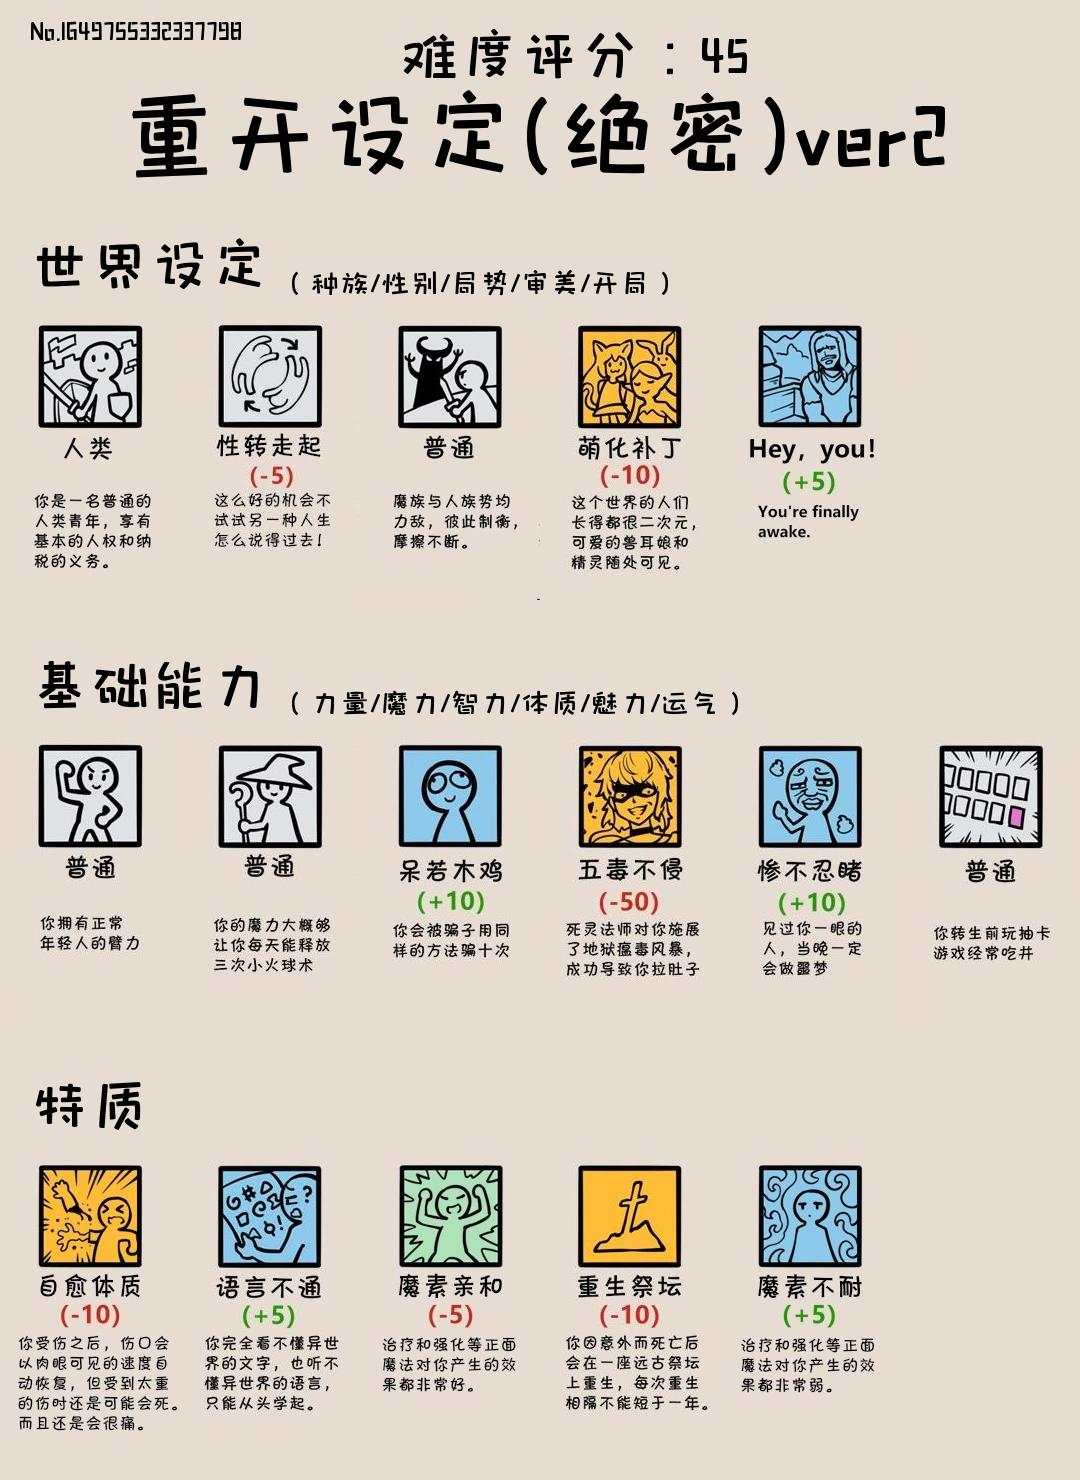 No.1649755332337798
难度评分：45
重开设定(绝密)ver2
世界设定（种族/性别/局势/审美/开局）
人类
你是一名普通的
人类青年，享有
基本的人权和纳
税的义务。
性转走起
(-5)
这么好的机会不
试试另一种人生
怎么说得过去！
普通
魔族与人族势均
力敌，彼此制衡，
摩擦不断。
萌化补丁
(-10)
这个世界的人们
长得都很二次元，
可爱的兽耳娘和
精灵随处可见。
Hey, you!
(+5)
You're finally
awake.
基础能力（力量/魔力/智力/体质/魅力/运气）
普通
你拥有正常
年轻人的臂力
普通
你的魔力大概够
让你每天能释放
三次小火球术
呆若木鸡
(+10)
你会被骗子用同
样的方法骗十次
五毒不侵
(-50)
死灵法师对你施展
了地狱瘟毒风暴，
成功导致你拉肚子
惨不忍睹
(+10)
见过你一眼的
人，当晚一定
会做噩梦
普通
你转生前玩抽卡
游戏经常吃井
特质
自愈体质
(-10)
你受伤之后，伤口会
以肉眼可见的速度自
动恢复，但受到太重
的伤时还是可能会死。
而且还是会很痛。
语言不通
(+5)
你完全看不懂异世
界的文字，也听不
懂异世界的语言，
只能从头学起。
魔素亲和
(-5)
治疗和强化等正面
魔法对你产生的效
果都非常好。
重生祭坛
(-10)
你因意外而死亡后
会在一座远古祭坛
上重生，每次重生
相隔不能短于一年。
魔素不耐
(+5)
治疗和强化等正面
魔法对你产生的效
果都非常弱。